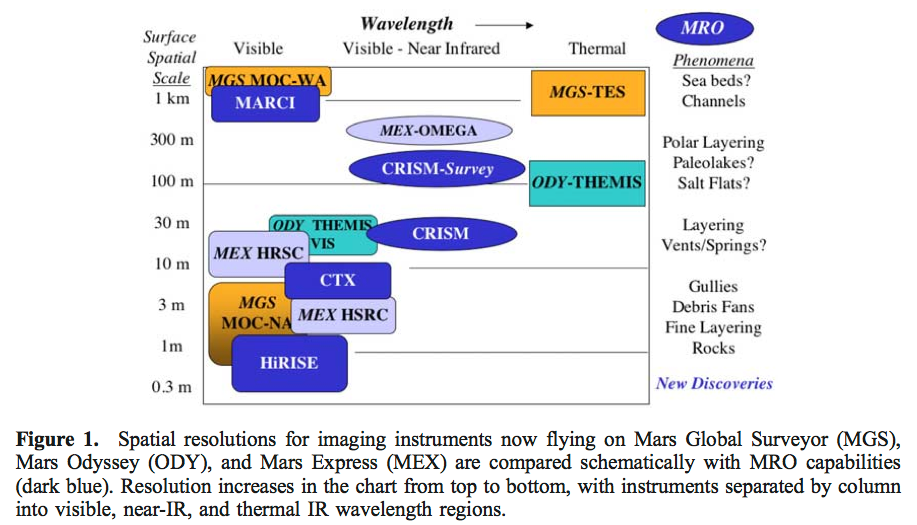 Wavelength
MRO
Surface
Spatial
Scale
Visible
Visible - Near Infrared
Thermal
Phenomena
Sea beds?
Channels
1 km
MGS MOC-WA
MARCI
MGS-TES
300 m
MEX-OMEGA
Polar Layering
Paleolakes?
Salt Flats?
100 m
CRISM-Survey
ODY-THEMIS
30 m
ODY THEMIS
VIS
CRISM
Layering
Vents/Springs?
MEX HRSC
10 m
CTX
3 m
MGS
MOC-NA
MEX HSRC
Gullies
Debris Fans
Fine Layering
Rocks
1m
HiRISE
0.3 m
New Discoveries
Figure 1. Spatial resolutions for imaging instruments now flying on Mars Global Surveyor (MGS),
Mars Odyssey (ODY), and Mars Express (MEX) are compared schematically with MRO capabilities
(dark blue). Resolution increases in the chart from top to bottom, with instruments separated by column
into visible, near-IR, and thermal IR wavelength regions.